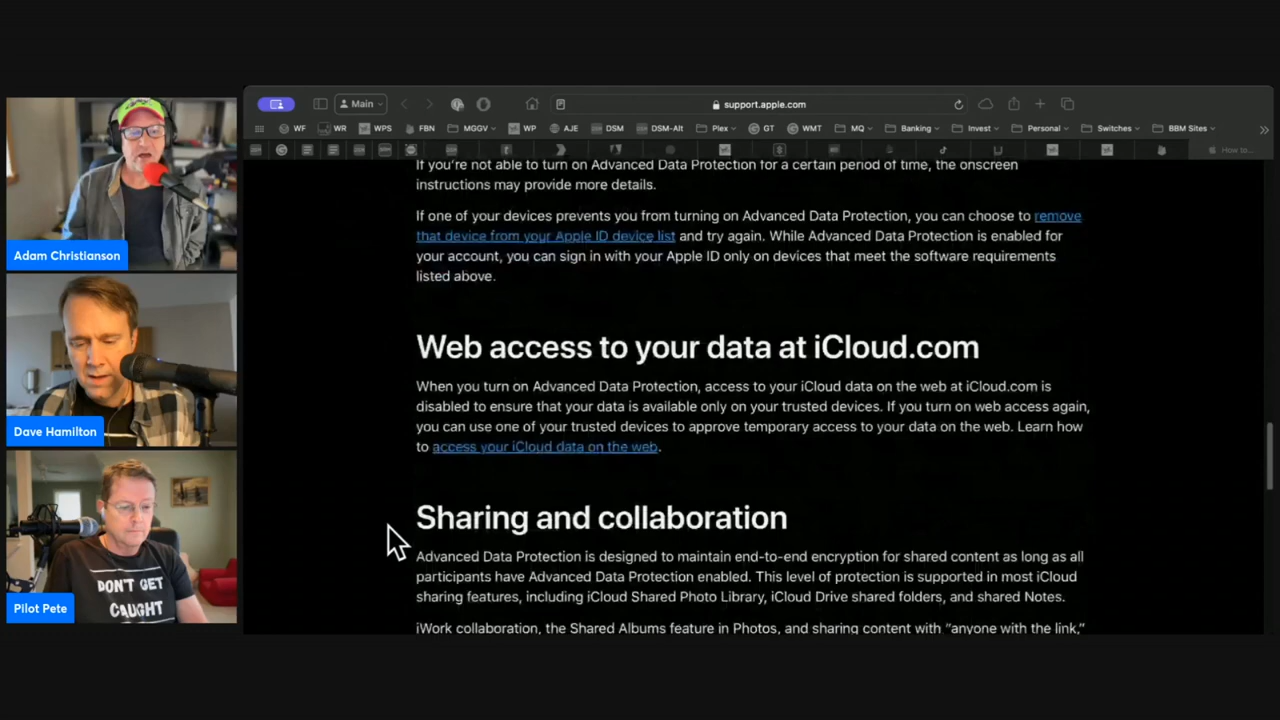 Main
support.apple.com
WF
WR
WPS
FBN
MGGV
WP
AJE
DSM
DSM-Alt
Plex
GT
WMT
MQ
Banking
Invest
Personal
Switches
BBM Sites
How to...
If you're not able to turn on Advanced Data Protection for a certain period of time, the onscreen
instructions may provide more details.
If one of your devices prevents you from turning on Advanced Data Protection, you can choose to remove
that device from your Apple ID device list and try again. While Advanced Data Protection is enabled for
your account, you can sign in with your Apple ID only on devices that meet the software requirements
listed above.
Web access to your data at iCloud.com
When you turn on Advanced Data Protection, access to your iCloud data on the web at iCloud.com is
disabled to ensure that your data is available only on your trusted devices. If you turn on web access again,
you can use one of your trusted devices to approve temporary access to your data on the web. Learn how
to access your iCloud data on the web.
Sharing and collaboration
Advanced Data Protection is designed to maintain end-to-end encryption for shared content as long as all
participants have Advanced Data Protection enabled. This level of protection is supported in most iCloud
sharing features, including iCloud Shared Photo Library, iCloud Drive shared folders, and shared Notes.
iWork collaboration, the Shared Albums feature in Photos, and sharing content with "anyone with the link,"
Adam Christianson
Dave Hamilton
DON'T GET
CAUGHT
Pilot Pete